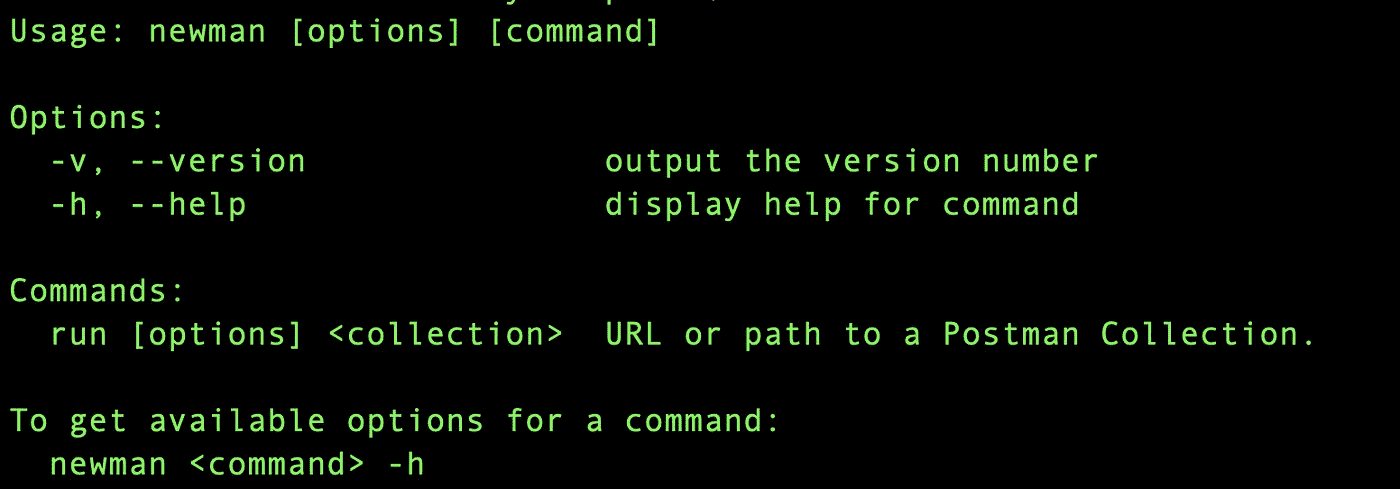 Usage: newman [options] [command]
Options:
-v, --version output the version number
-h, --help display help for command
Commands:
run [options] <collection> URL or path to a Postman Collection.
To get available options for a command:
newman <command> -h